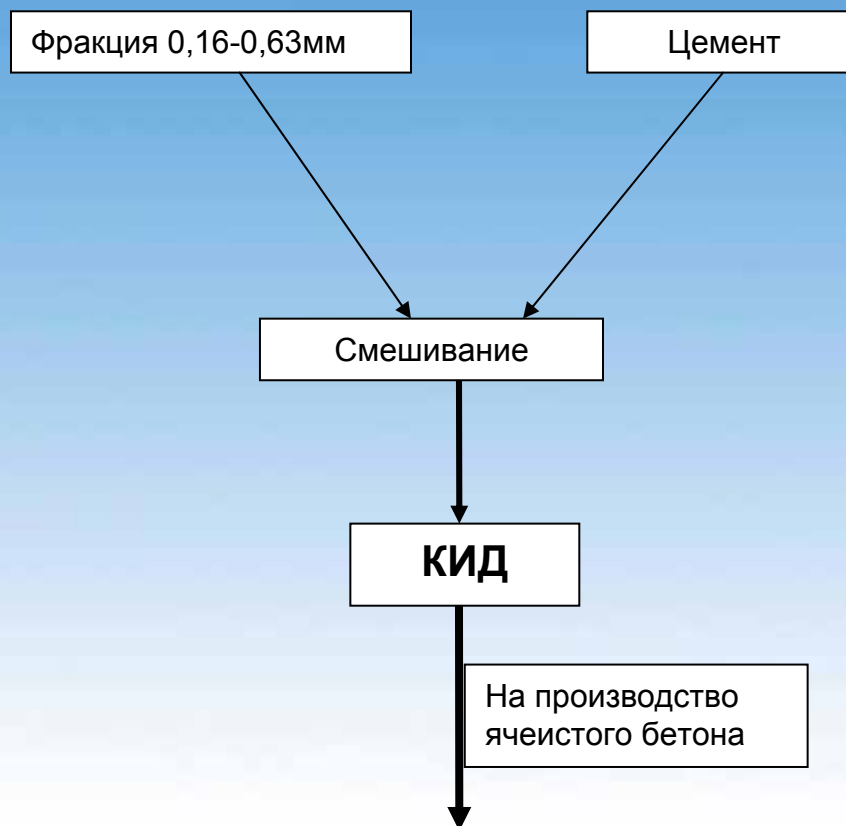 Фракция 0,16-0,63мм
Цемент
Смешивание
КИД
На производство
ячеистого бетона